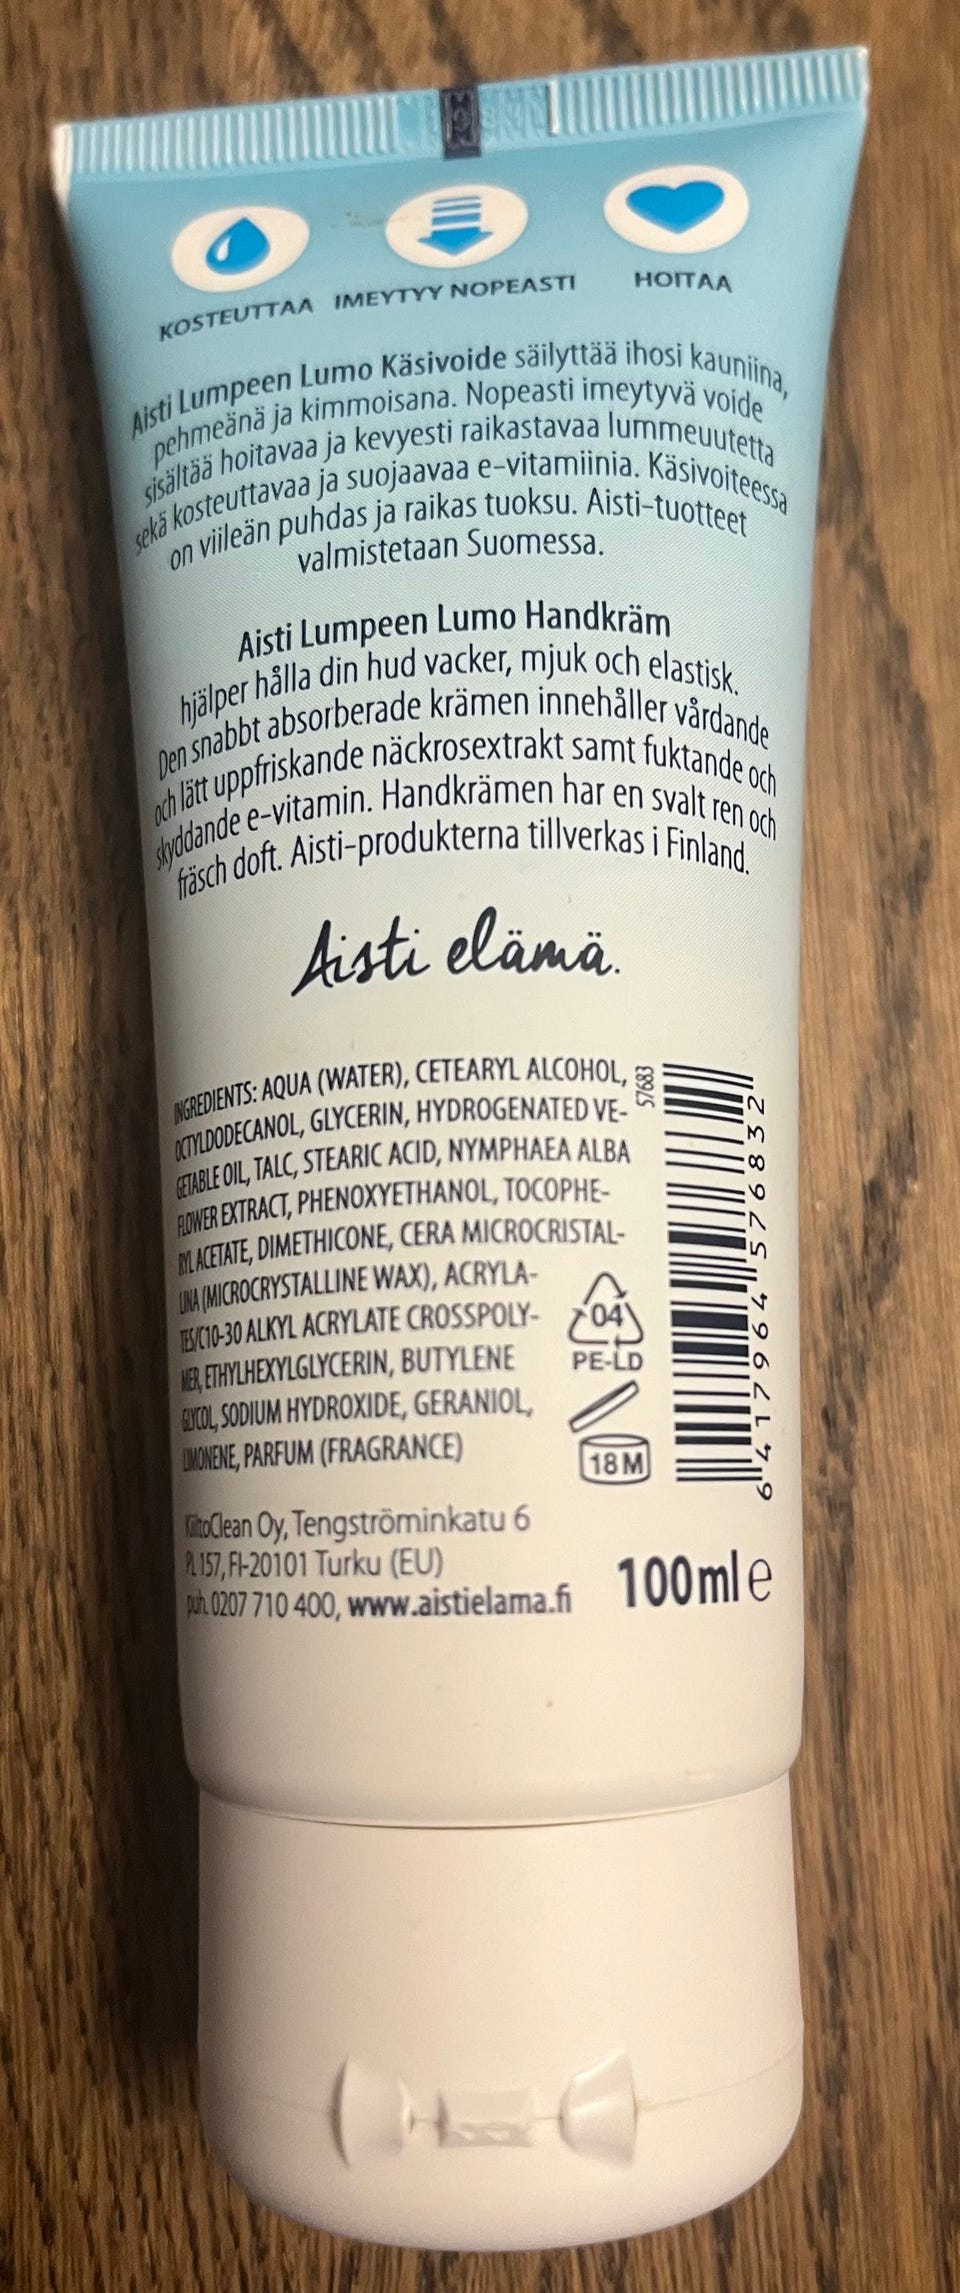 KOSTEUTTAA IMEYTYY NOPEASTI HOITAA
Aisti Lumpeen Lumo Käsivoide säilyttää ihosi kauniina,
pehmeänä ja kimmoisana. Nopeasti imeytyvä voide
sisältää hoitavaa ja kevyesti raikastavaa lummeuutetta
sekä kosteuttavaa ja suojaavaa e-vitamiinia. Käsivoiteessa
on viileän puhdas ja raikas tuoksu. Aisti-tuotteet
valmistetaan Suomessa.
Aisti Lumpeen Lumo Handkräm
hjälper hålla din hud vacker, mjuk och elastisk.
Den snabbt absorberade krämen innehåller vårdande
och lätt uppfriskande näckrosextrakt samt fuktande och
skyddande e-vitamin. Handkrämen har en svalt ren och
fräsch doft. Aisti-produkterna tillverkas i Finland.
Aisti elämä.
INGREDIENTS: AQUA (WATER), CETEARYL ALCOHOL,
OCTYLDODECANOL, GLYCERIN, HYDROGENATED VE-
GETABLE OIL, TALC, STEARIC ACID, NYMPHAEA ALBA
FLOWER EXTRACT, PHENOXYETHANOL, TOCOPHE-
RYL ACETATE, DIMETHICONE, CERA MICROCRISTAL-
LINA (MICROCRYSTALLINE WAX), ACRYLA-
TES/C10-30 ALKYL ACRYLATE CROSSPOLY-
MER, ETHYLHEXYLGLYCERIN, BUTYLENE
GLYCOL, SODIUM HYDROXIDE, GERANIOL,
LIMONENE, PARFUM (FRAGRANCE)
57683
6 417964 576832
04
PE-LD
18 M
KiiltoClean Oy, Tengströminkatu 6
PL 157, FI-20101 Turku (EU)
puh. 0207 710 400, www.aistielama.fi
100ml e